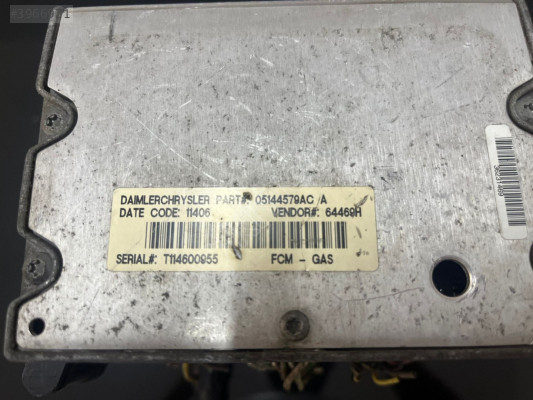 DAIMLERCHRYSLER PART#: 05144579AC A
DATE CODE: 11406 VENDOR#: 64469H
SERIAL#: T114600955 FCM - GAS